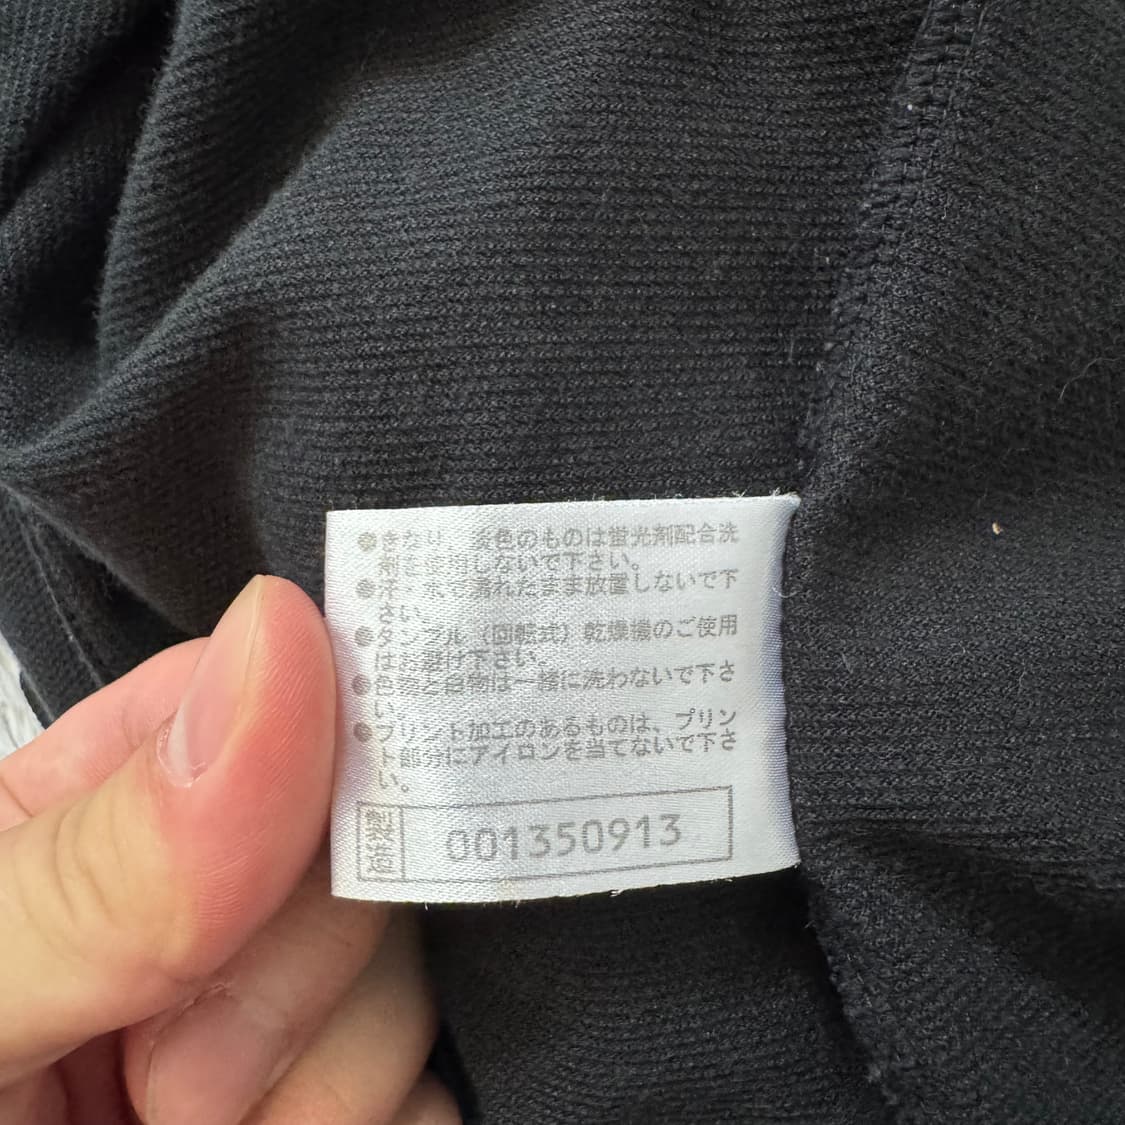 ●きなり、淡色のものは蛍光剤配合洗
剤を使用しないで下さい。
●汗・水で濡れたまま放置しないで下
さい。
●タンブル（回転式）乾燥機のご使用
はお避け下さい。
●色物と白物は一緒に洗わないで下さ
い。
●プリント加工のあるものは、プリン
ト部分にアイロンを当てないで下さ
い。
001350913